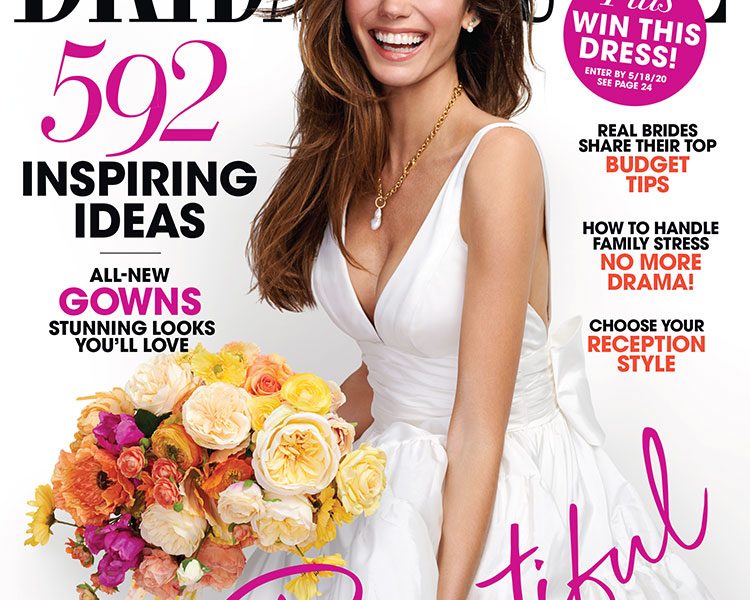 Plus
WIN THIS
DRESS!
ENTER BY 5/18/20
SEE PAGE 24
592
INSPIRING
IDEAS
ALL-NEW
GOWNS
STUNNING LOOKS
YOU'LL LOVE
REAL BRIDES
SHARE THEIR TOP
BUDGET
TIPS
HOW TO HANDLE
FAMILY STRESS
NO MORE
DRAMA!
CHOOSE YOUR
RECEPTION
STYLE
Beautiful